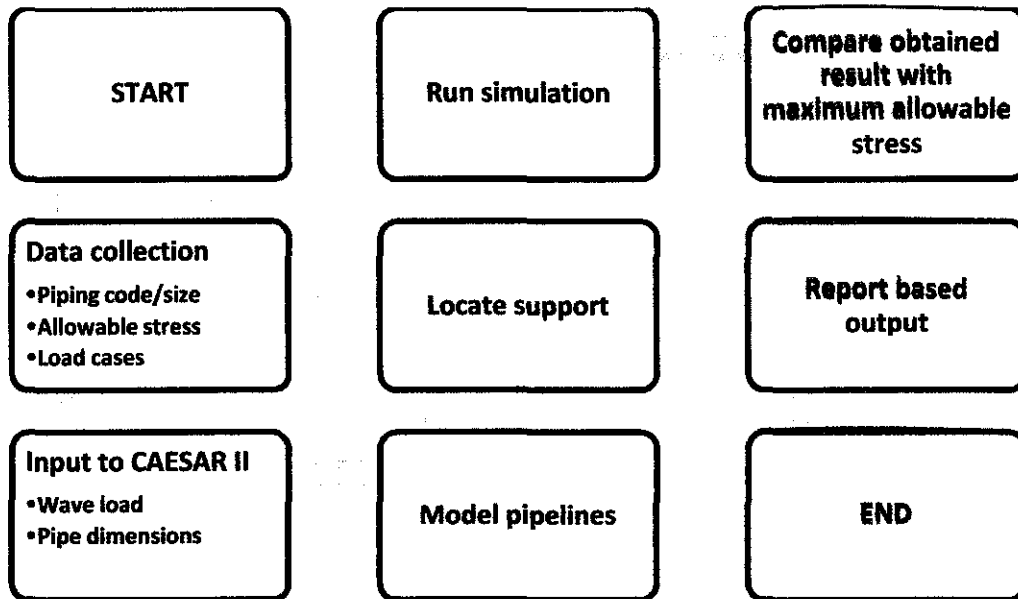 START
Data collection
•Piping code/size
•Allowable stress
•Load cases
Input to CAESAR II
•Wave load
•Pipe dimensions
Model pipelines
Locate support
Run simulation
Compare obtained
result with
maximum allowable
stress
Report based
output
END